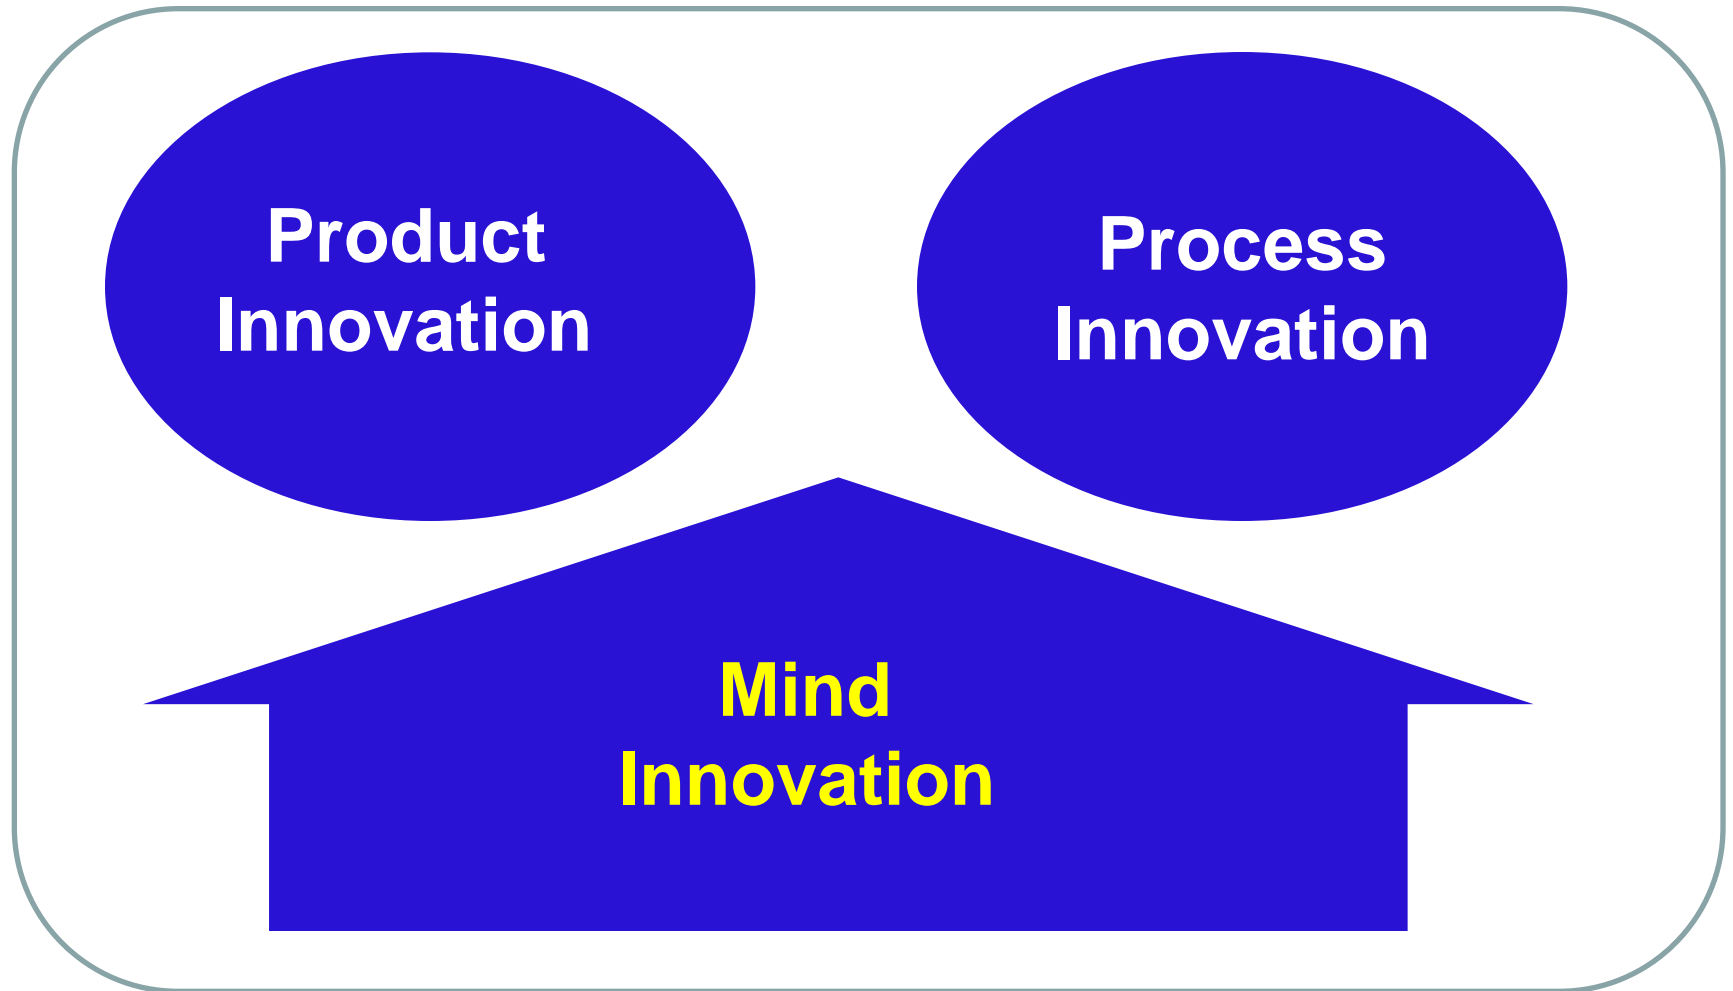 Product
Innovation
Process
Innovation
Mind
Innovation